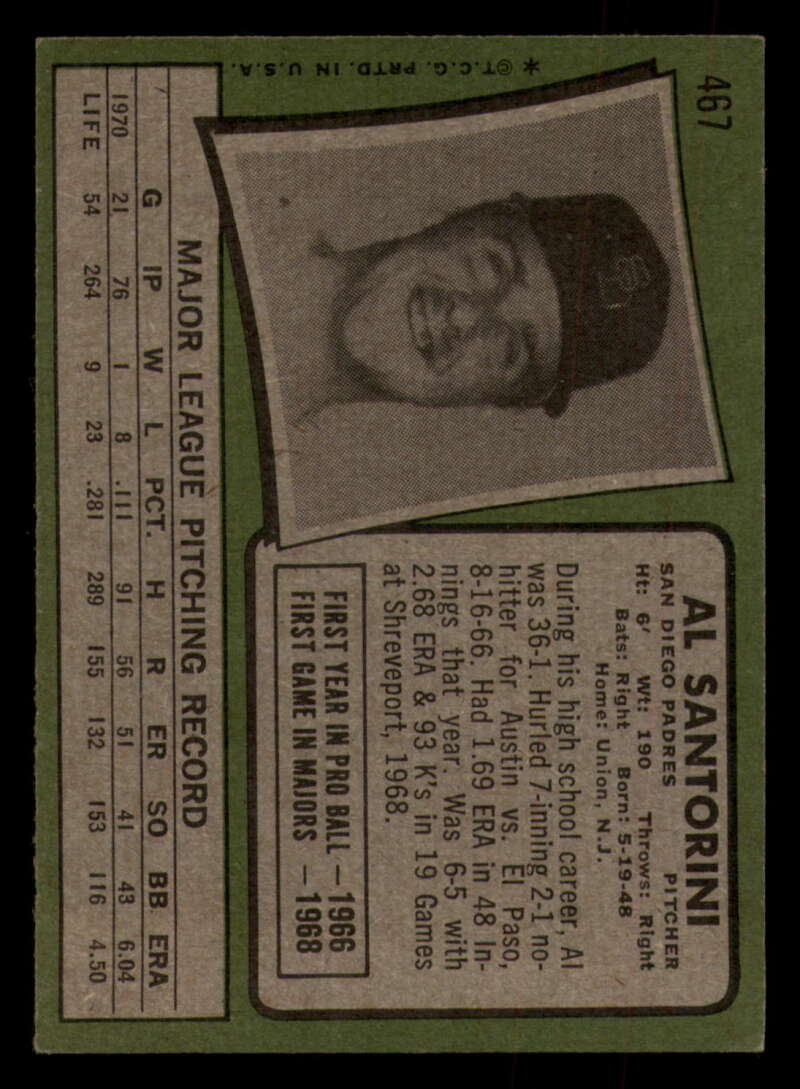 467
AL SANTORINI
SAN DIEGO PADRES PITCHER
Ht: 6' Wt: 190 Throws: Right
Bats: Right Born: 5-19-48
Home: Union, N.J.
During his high school career, Al
was 36-1. Hurled 7-inning 2-1 no-
hitter for Austin vs. El Paso,
8-16-66. Had 1.69 ERA in 48 In-
nings that year. Was 6-5 with
2.68 ERA & 93 K's in 19 Games
at Shreveport, 1968.
FIRST YEAR IN PRO BALL — 1966
FIRST GAME IN MAJORS — 1968
MAJOR LEAGUE PITCHING RECORD
G IP W L PCT. H R ER SO BB ERA
1970 21 76 1 8 .111 91 56 51 41 43 6.04
LIFE 54 264 9 23 .281 289 155 132 153 116 4.50
* ©T.C.G. PRTD. IN U.S.A.